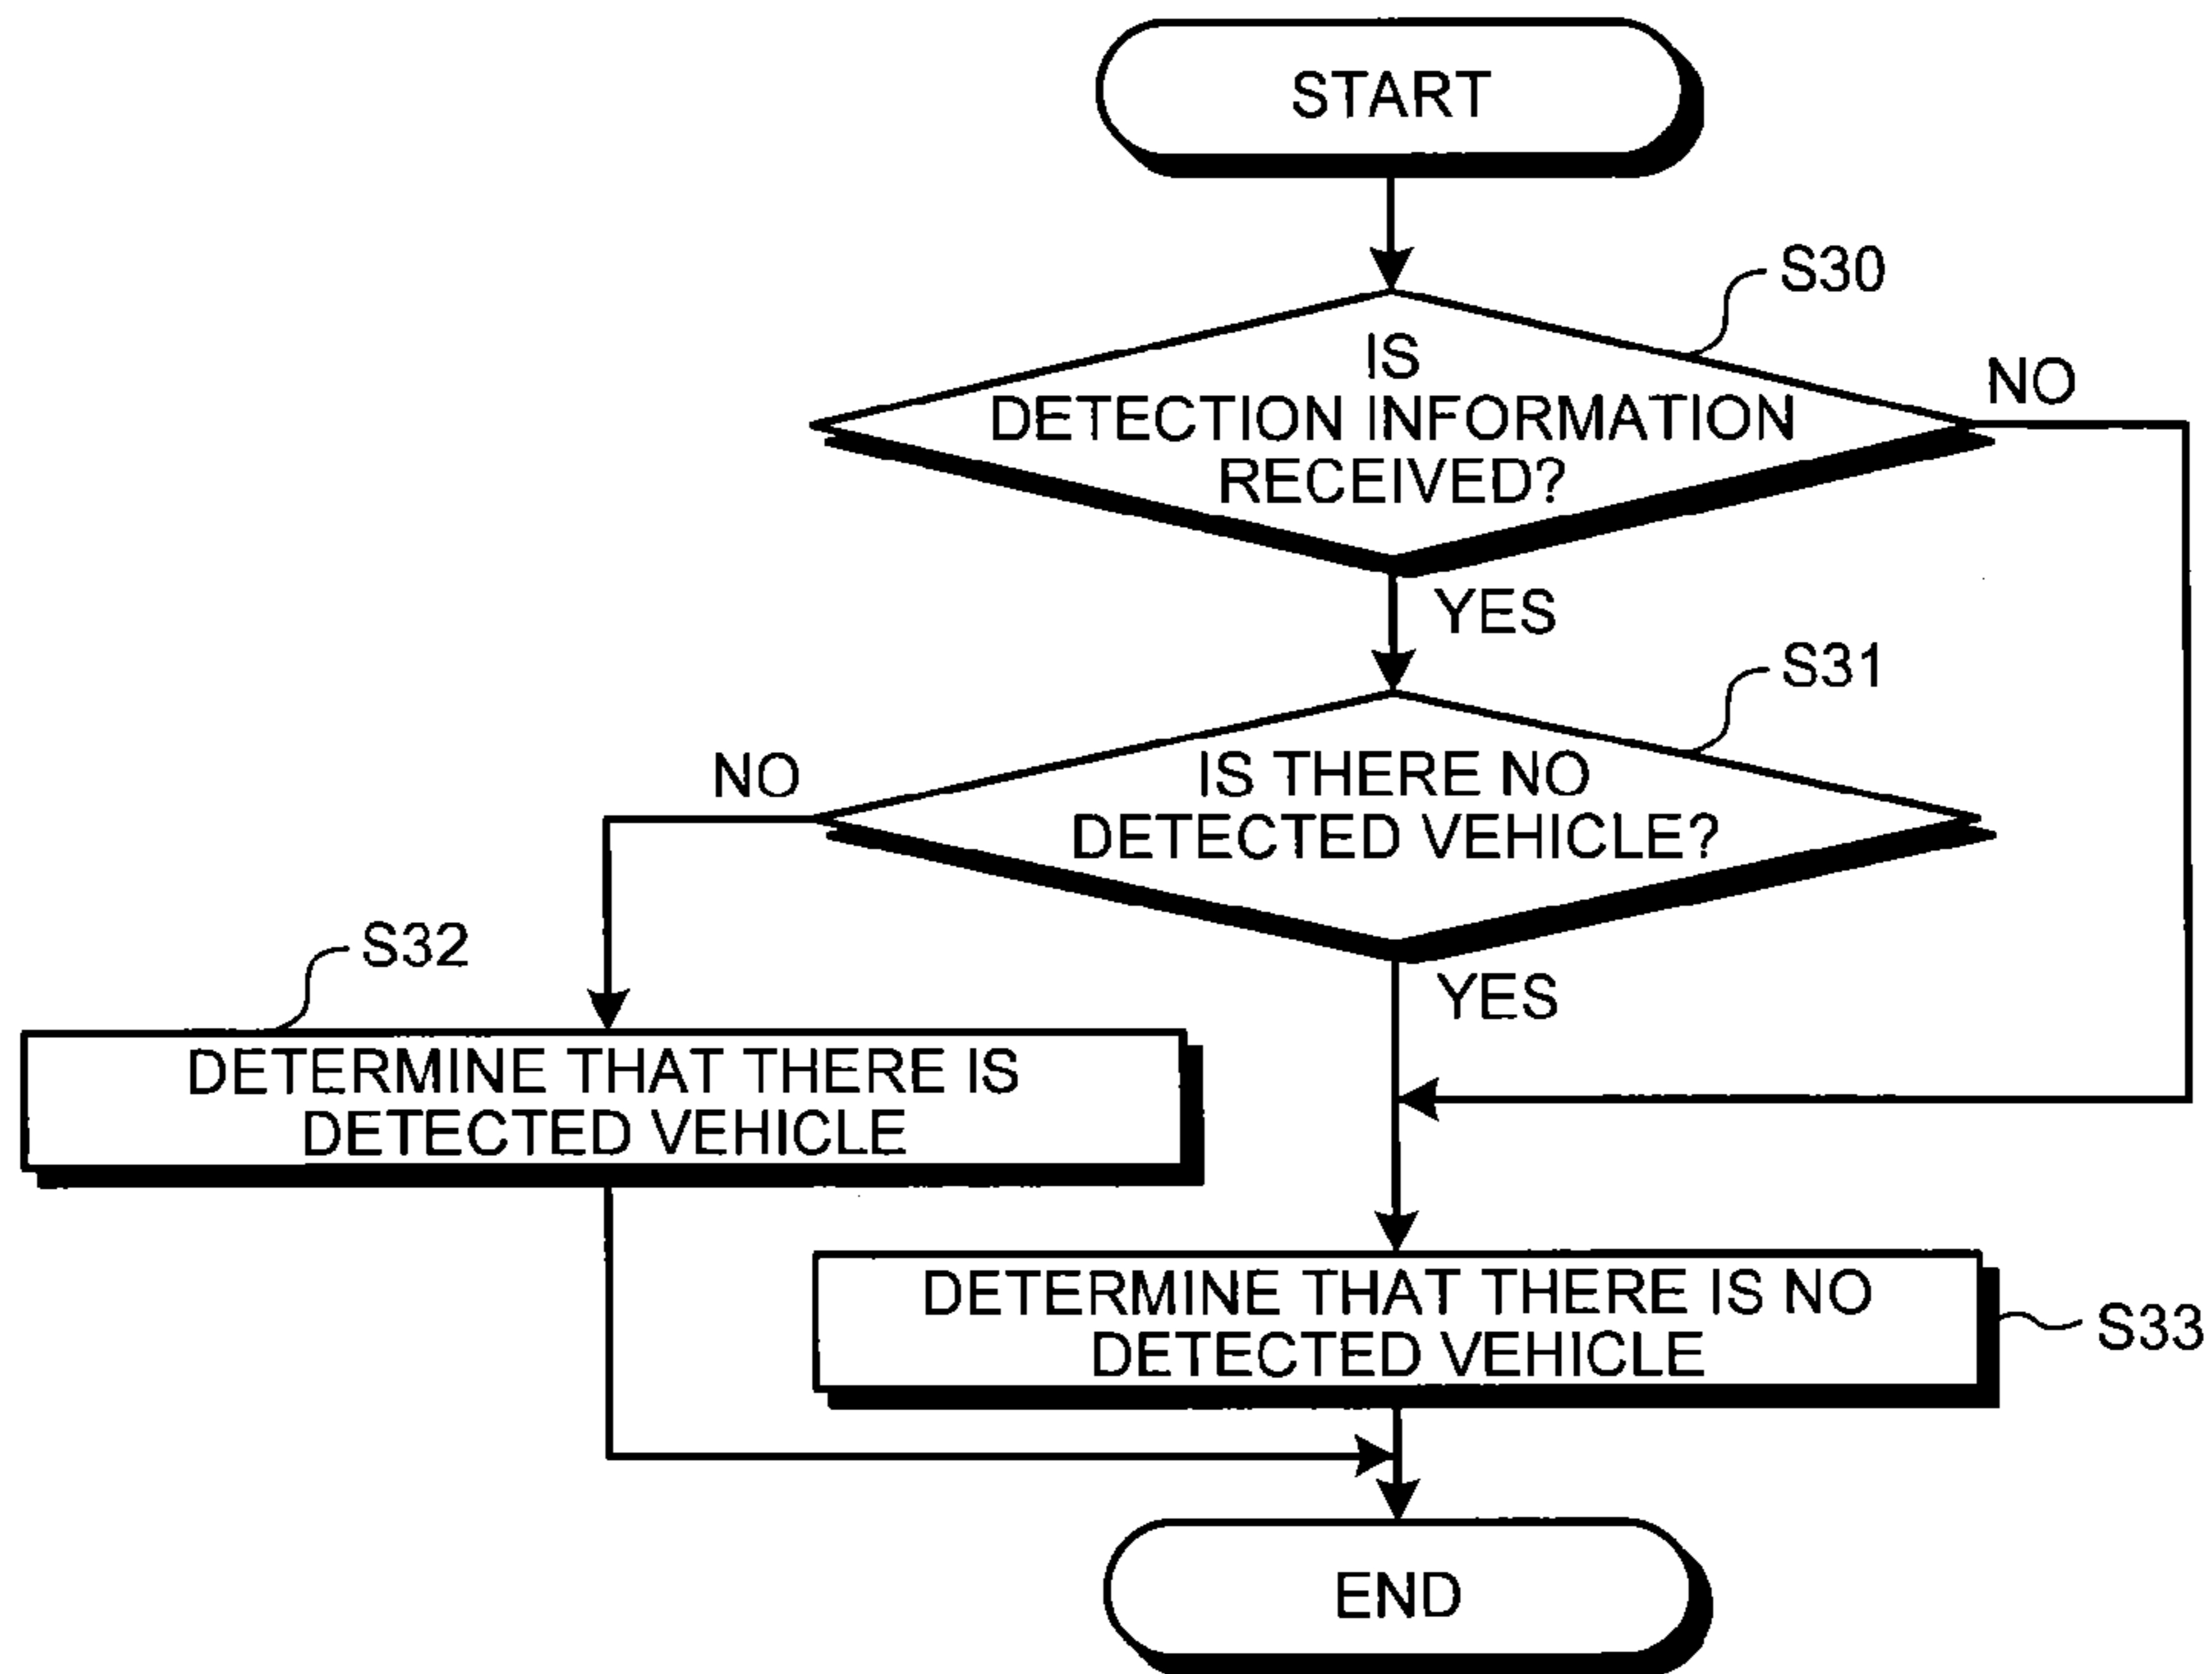 START
S30
IS
DETECTION INFORMATION
RECEIVED?
NO
YES
S31
IS THERE NO
DETECTED VEHICLE?
NO
YES
S32
DETERMINE THAT THERE IS
DETECTED VEHICLE
DETERMINE THAT THERE IS NO
DETECTED VEHICLE
S33
END